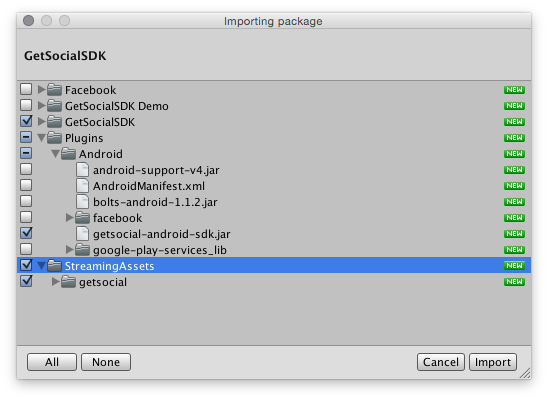 Importing package
GetSocialSDK
Facebook NEW
GetSocialSDK Demo NEW
GetSocialSDK NEW
Plugins NEW
Android NEW
android-support-v4.jar NEW
AndroidManifest.xml NEW
bolts-android-1.1.2.jar NEW
facebook NEW
getsocial-android-sdk.jar NEW
google-play-services_lib NEW
StreamingAssets NEW
getsocial NEW
All None Cancel Import